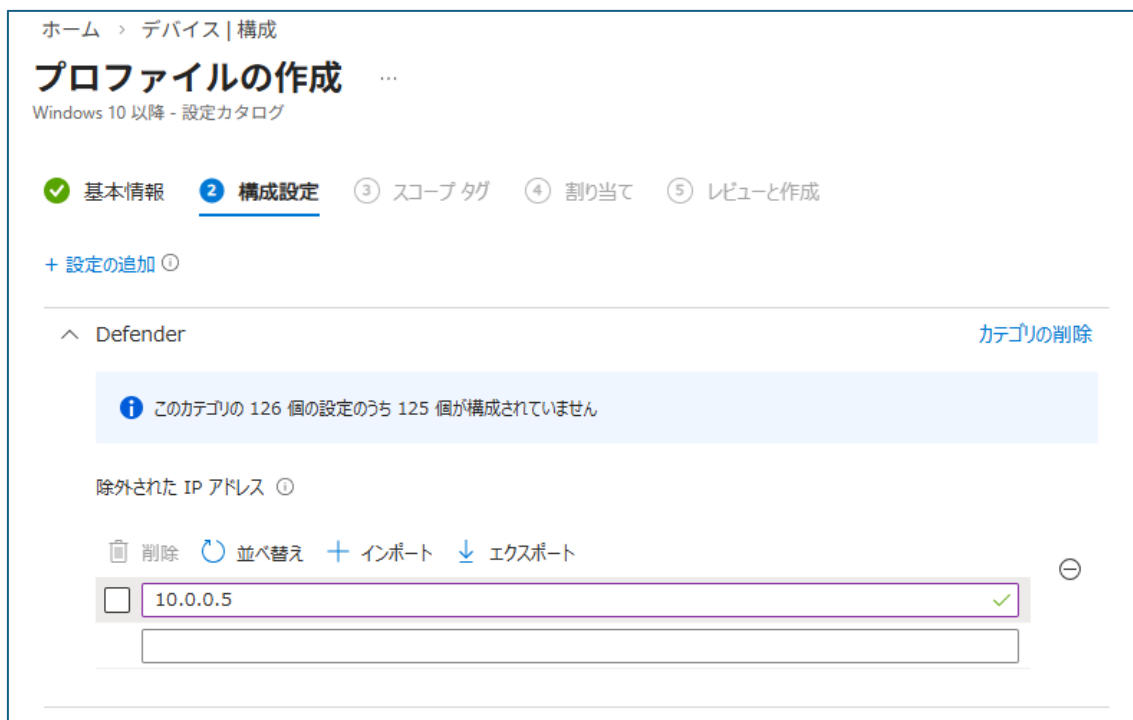 ホーム > デバイス | 構成
プロファイルの作成 …
Windows 10 以降 - 設定カタログ
基本情報 2 構成設定 3 スコープ タグ 4 割り当て 5 レビューと作成
+ 設定の追加
Defender カテゴリの削除
このカテゴリの 126 個の設定のうち 125 個が構成されていません
除外された IP アドレス
削除 並べ替え インポート エクスポート
10.0.0.5